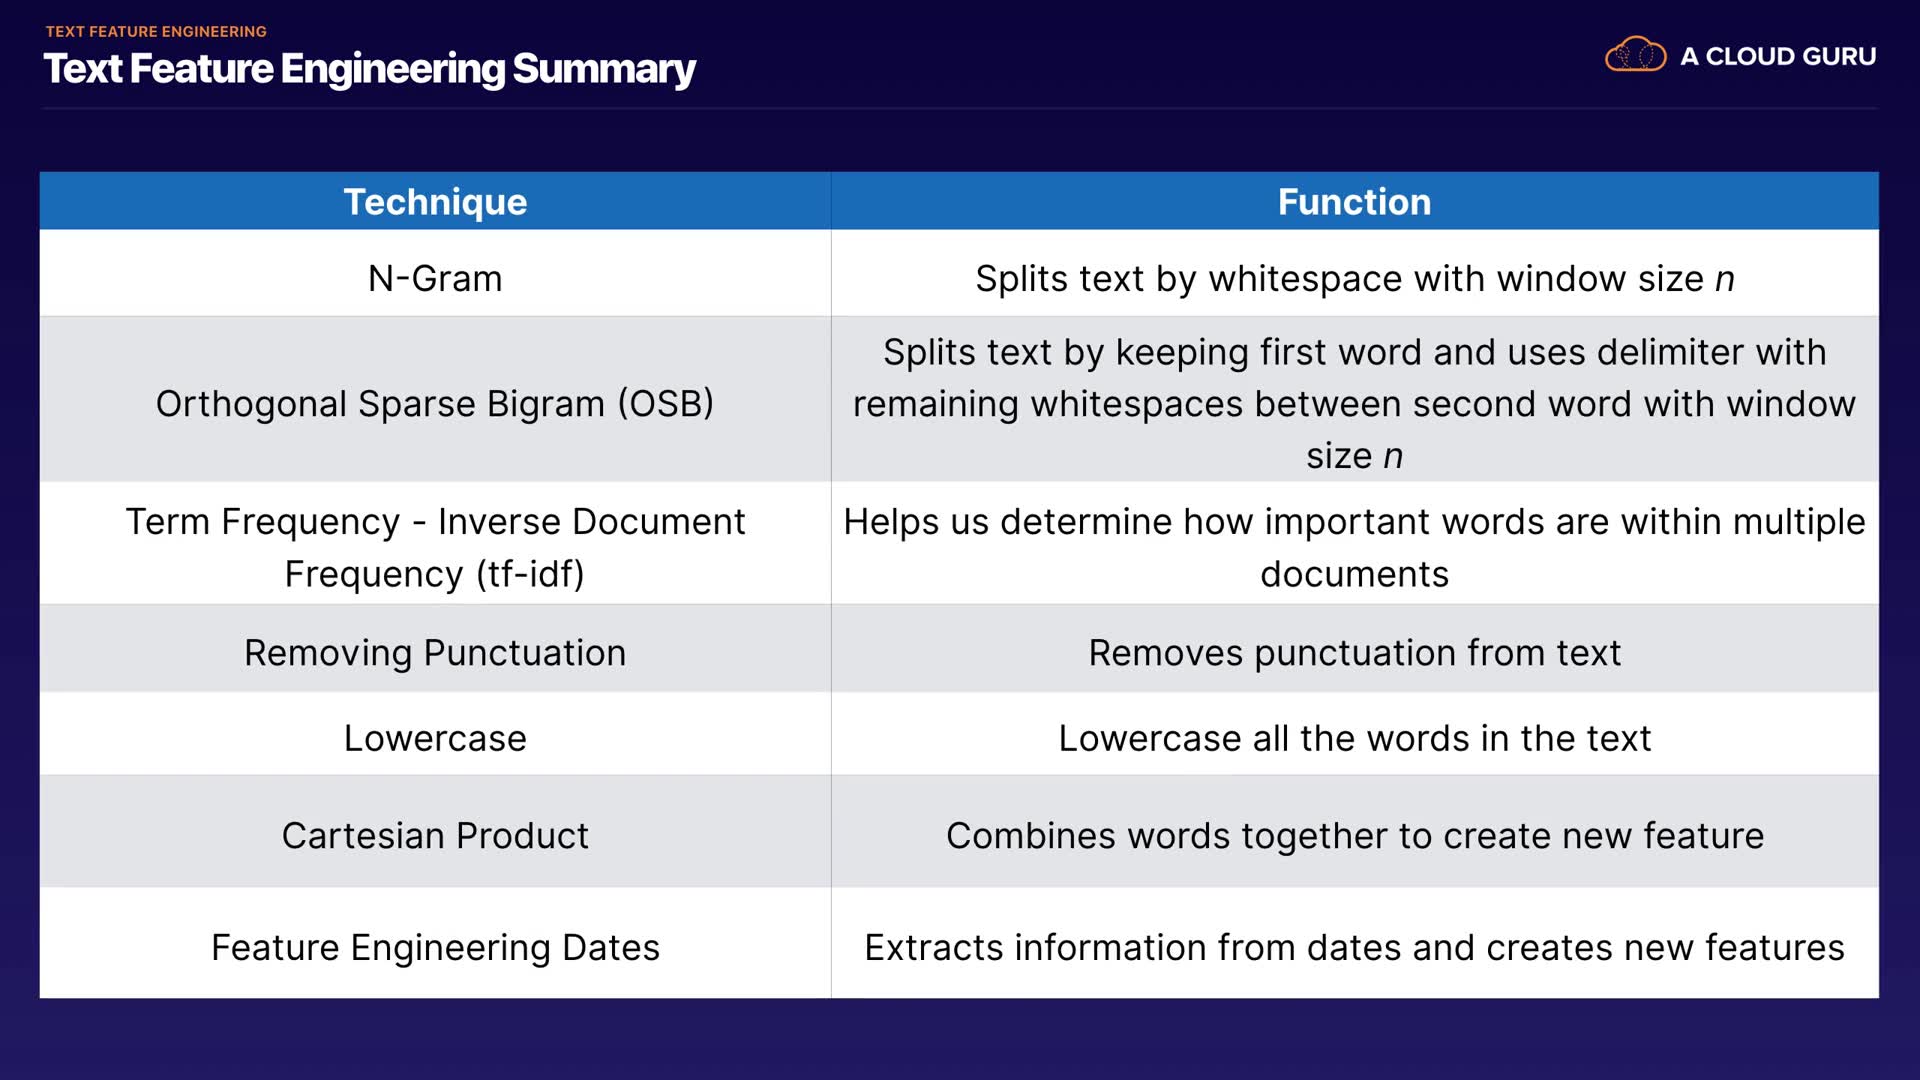 TEXT FEATURE ENGINEERING
Text Feature Engineering Summary
A CLOUD GURU
Technique
Function
N-Gram
Splits text by whitespace with window size n
Orthogonal Sparse Bigram (OSB)
Splits text by keeping first word and uses delimiter with
remaining whitespaces between second word with window
size n
Term Frequency - Inverse Document
Frequency (tf-idf)
Helps us determine how important words are within multiple
documents
Removing Punctuation
Removes punctuation from text
Lowercase
Lowercase all the words in the text
Cartesian Product
Combines words together to create new feature
Feature Engineering Dates
Extracts information from dates and creates new features